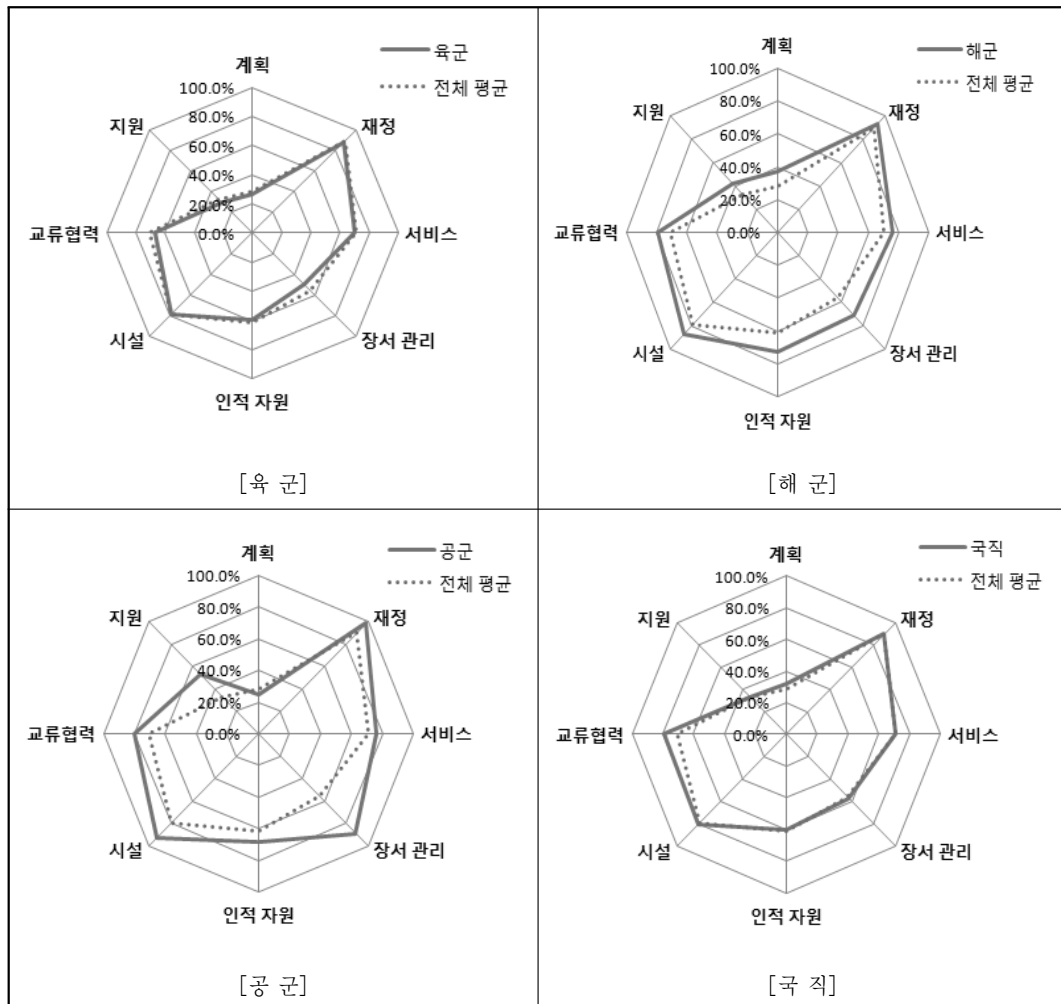 육군
전체 평균
계획
100.0%
80.0%
60.0%
40.0%
20.0%
0.0%
재정
서비스
장서 관리
인적 자원
시설
교류협력
지원
[육 군]
해군
전체 평균
계획
100.0%
80.0%
60.0%
40.0%
20.0%
0.0%
재정
서비스
장서 관리
인적 자원
시설
교류협력
지원
[해 군]
공군
전체 평균
계획
100.0%
80.0%
60.0%
40.0%
20.0%
0.0%
재정
서비스
장서 관리
인적 자원
시설
교류협력
지원
[공 군]
국직
전체 평균
계획
100.0%
80.0%
60.0%
40.0%
20.0%
0.0%
재정
서비스
장서 관리
인적 자원
시설
교류협력
지원
[국 직]